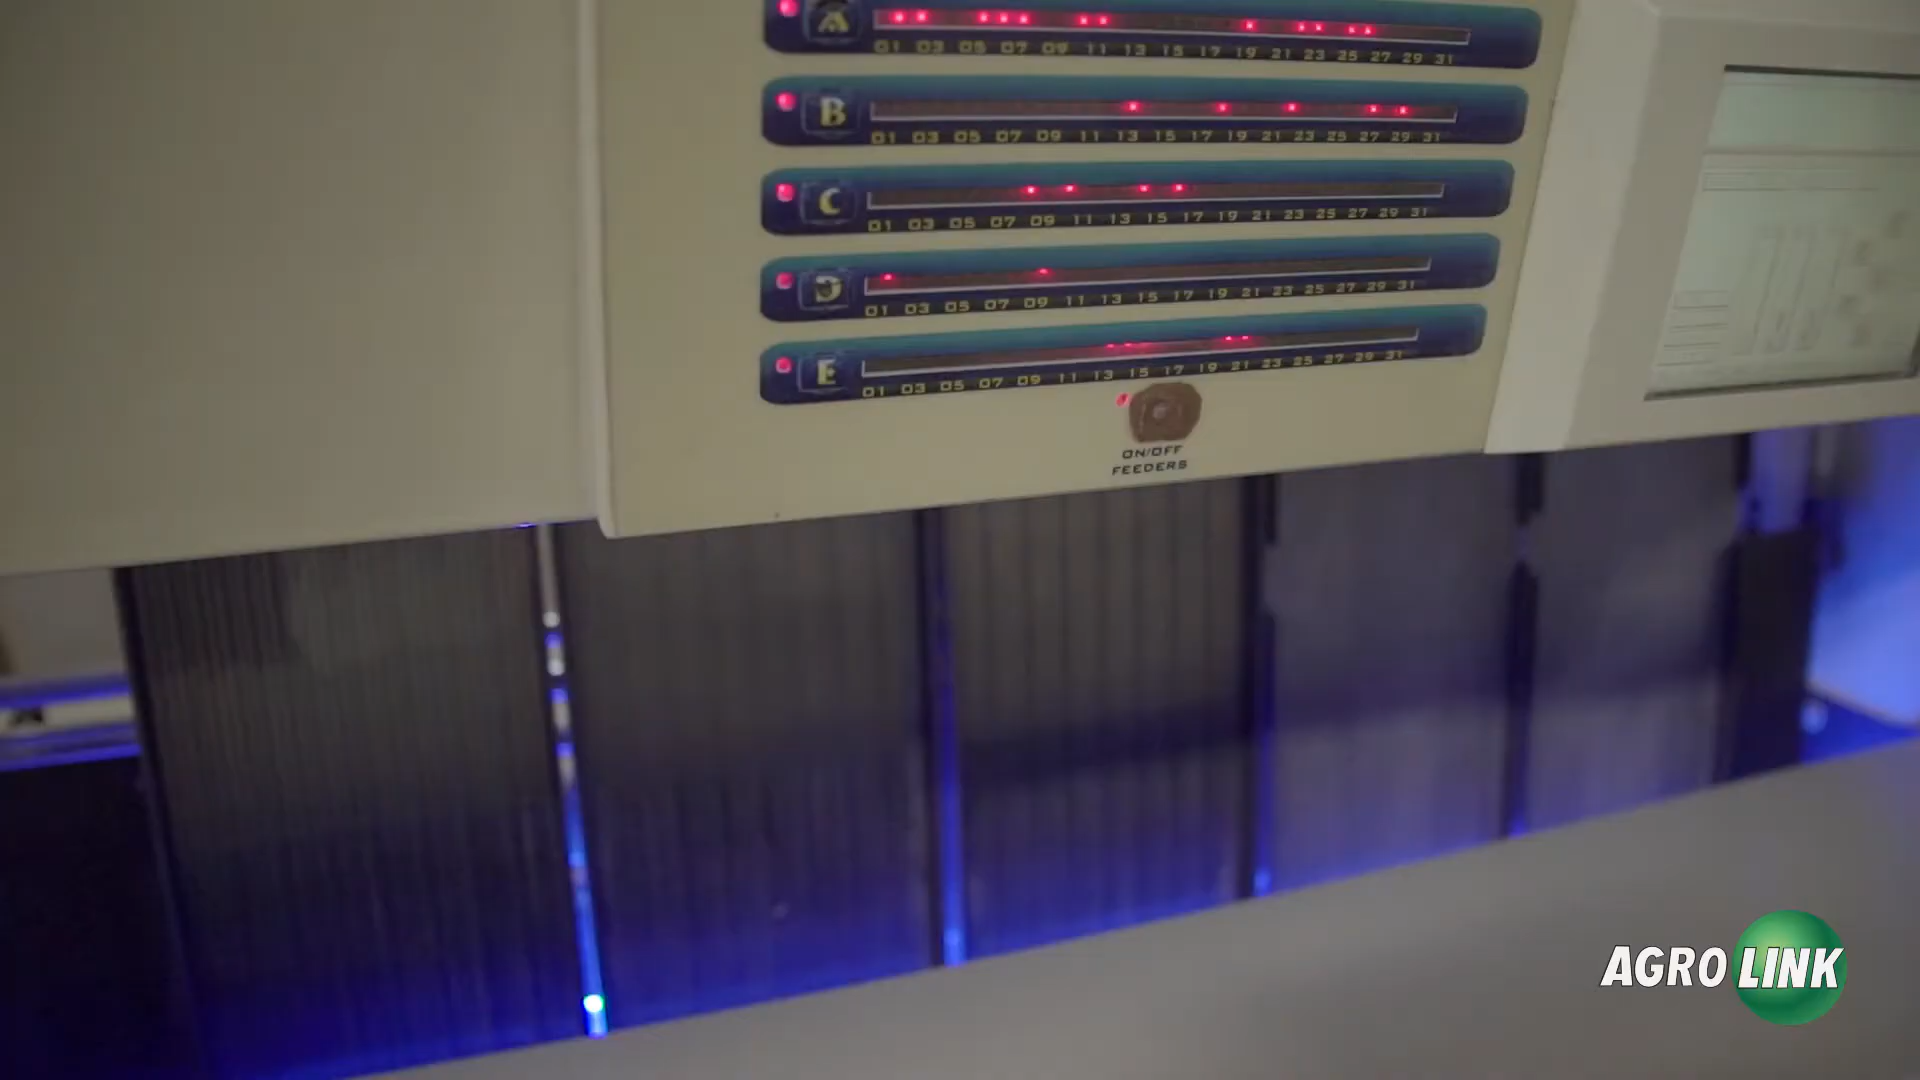 A
01 03 05 07 09 11 13 15 17 19 21 23 25 27 29 31
B
01 03 05 07 09 11 13 15 17 19 21 23 25 27 29 31
C
01 03 05 07 09 11 13 15 17 19 21 23 25 27 29 31
D
01 03 05 07 09 11 13 15 17 19 21 23 25 27 29 31
E
01 03 05 07 09 11 13 15 17 19 21 23 25 27 29 31
ON/OFF
FEEDERS
AGROLINK